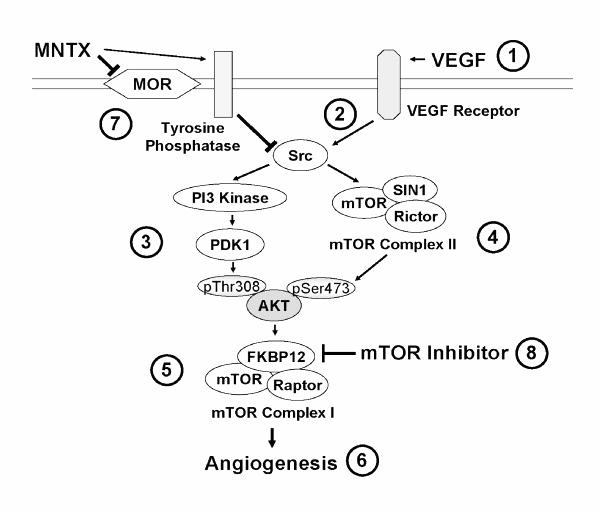 MNTX
VEGF 1
MOR
7
Tyrosine
Phosphatase
2
VEGF Receptor
Src
PI3 Kinase
SIN1
mTOR
Rictor
3
PDK1
mTOR Complex II
4
pThr308
pSer473
AKT
FKBP12
mTOR Inhibitor 8
5
mTOR
Raptor
mTOR Complex I
Angiogenesis 6